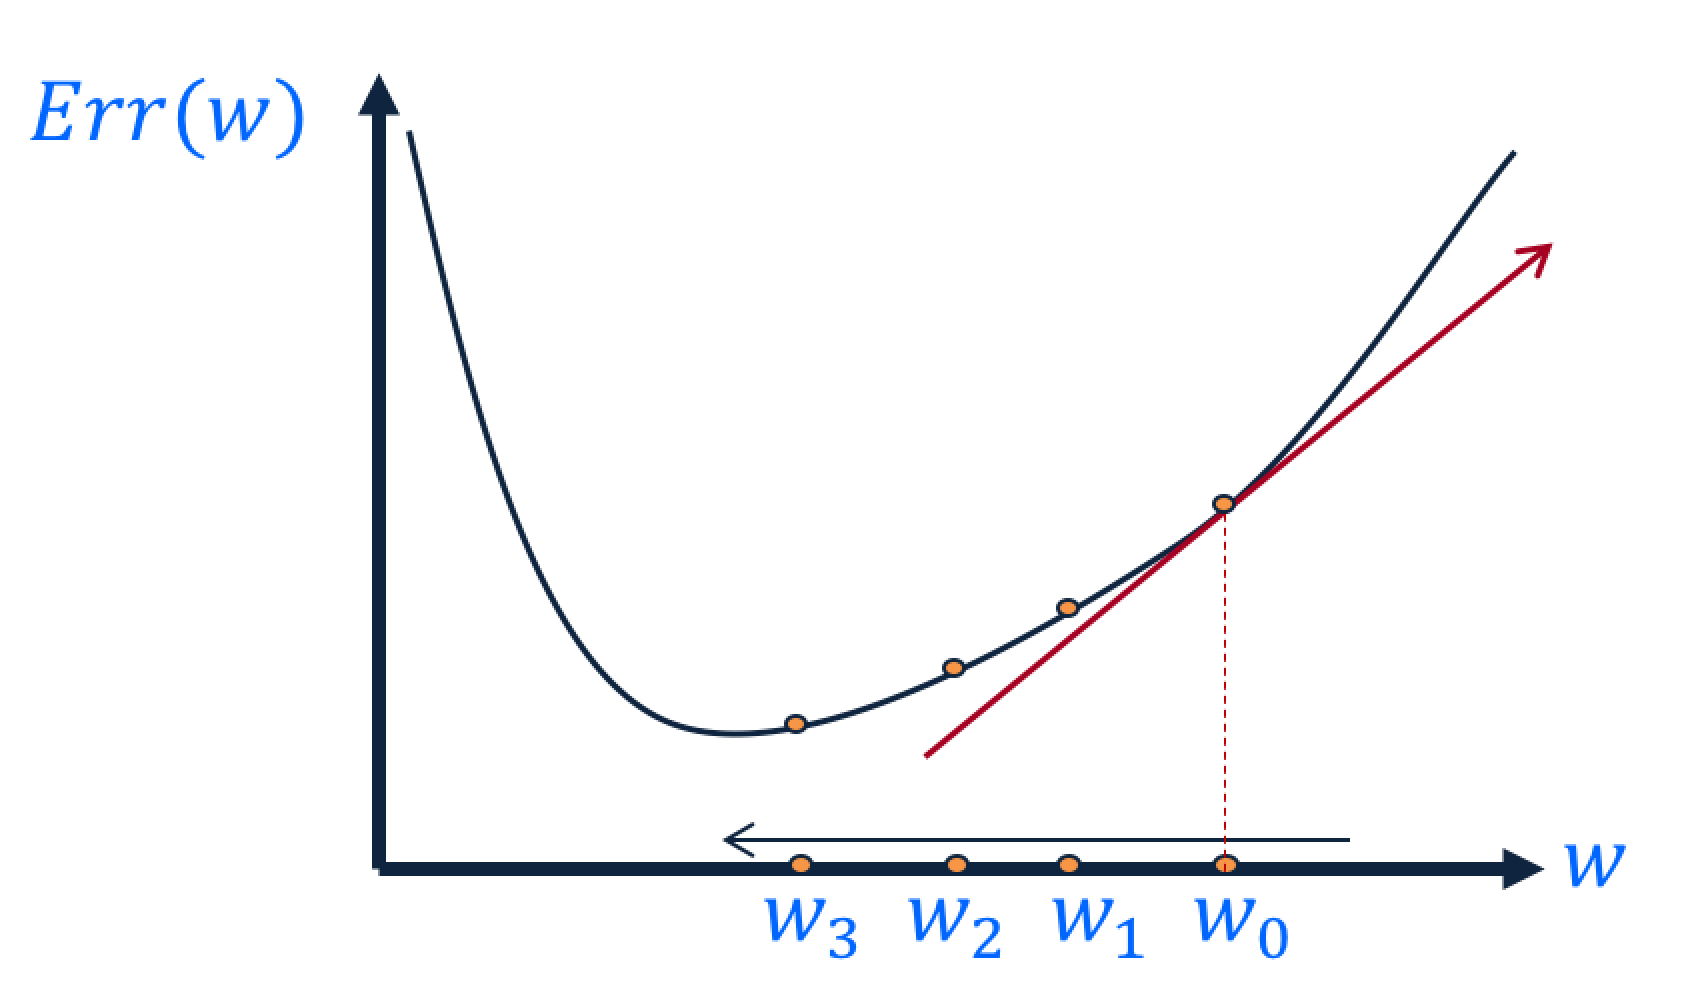 Err(w)
w
w₃ w₂ w₁ w₀